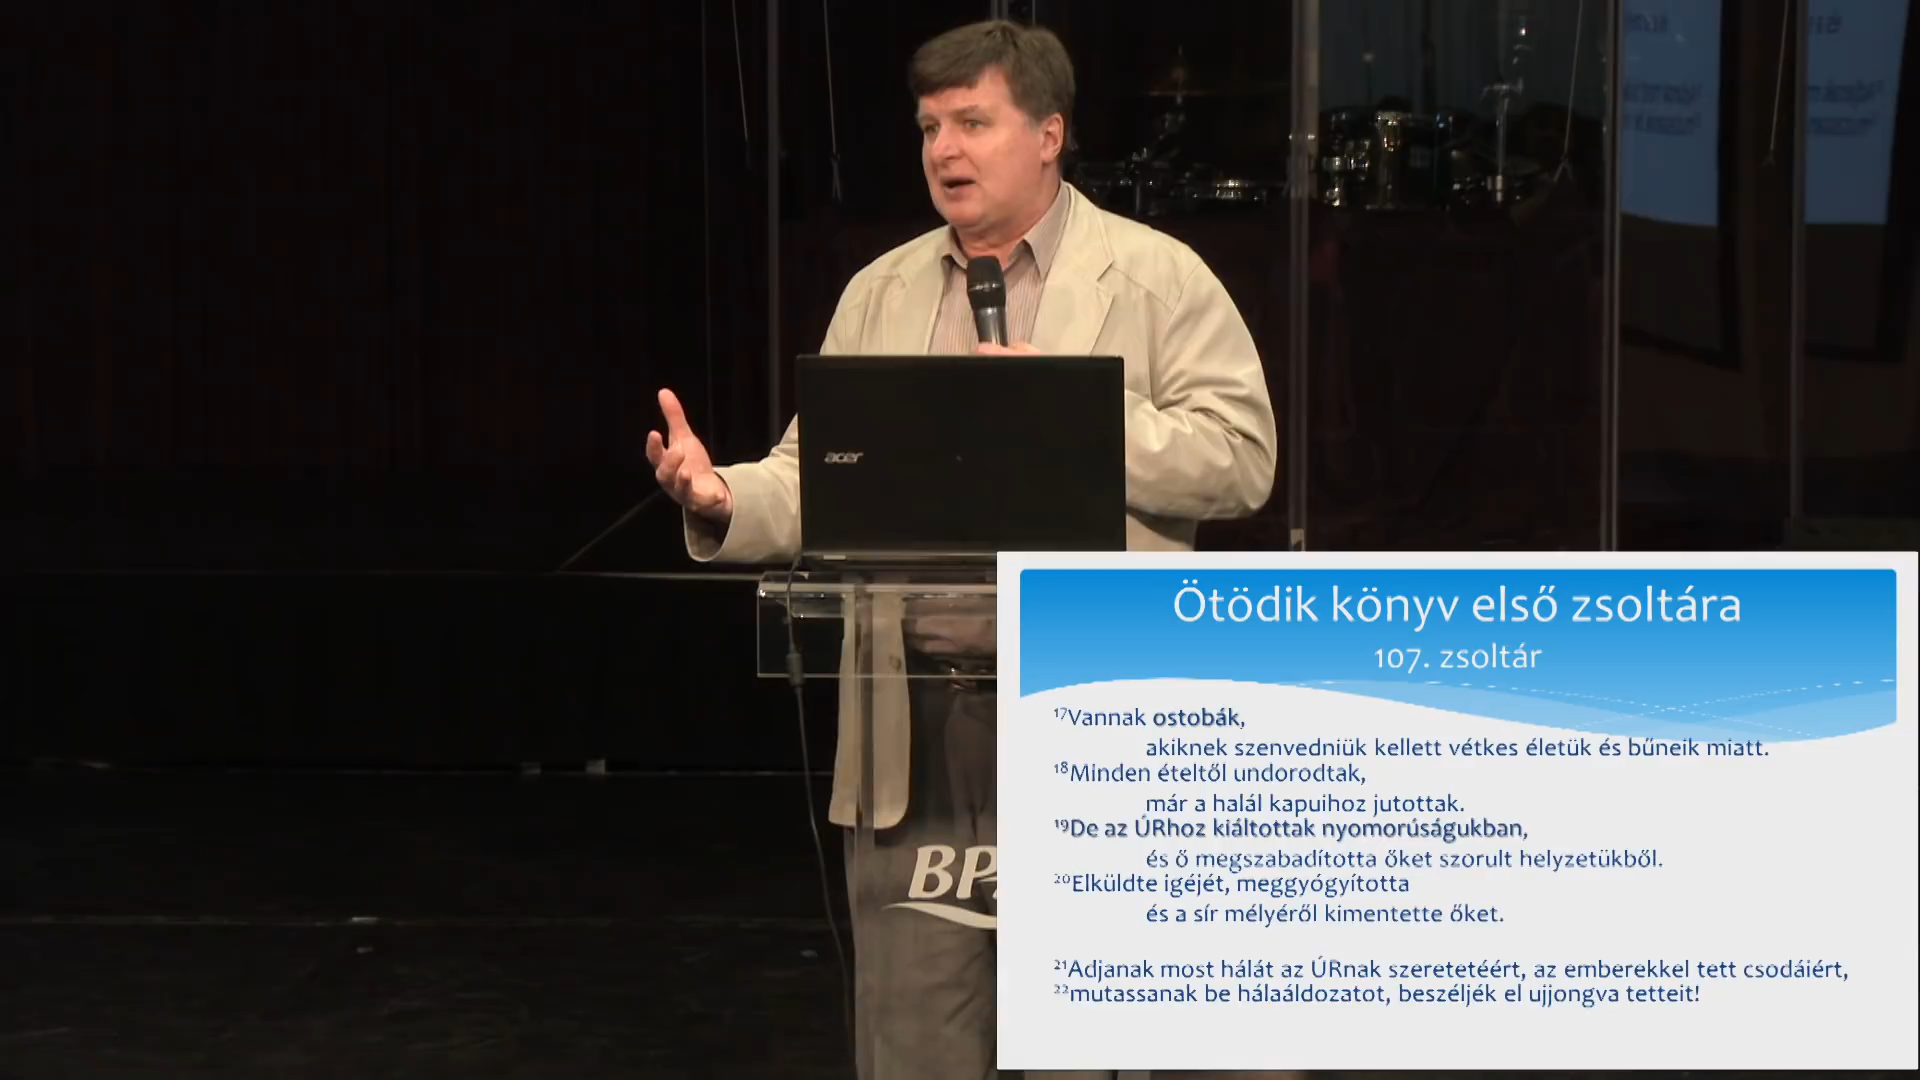 acer
BP
Ötödik könyv első zsoltára
107. zsoltár
¹⁷Vannak ostobák,
akiknek szenvedniük kellett vétkes életük és bűneik miatt.
¹⁸Minden ételtől undorodtak,
már a halál kapuihoz jutottak.
¹⁹De az ÚRhoz kiáltottak nyomorúságukban,
és ő megszabadította őket szorult helyzetükből.
²⁰Elküldte igéjét, meggyógyította
és a sír mélyéről kimentette őket.
²¹Adjanak most hálát az ÚRnak szeretetéért, az emberekkel tett csodáiért,
²²mutassanak be hálaáldozatot, beszéljék el ujjongva tetteit!